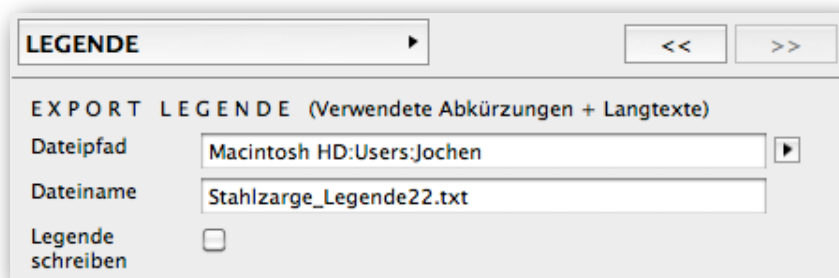 LEGENDE << >>
EXPORT LEGENDE (Verwendete Abkürzungen + Langtexte)
Dateipfad Macintosh HD:Users:Jochen
Dateiname Stahlzarge_Legende22.txt
Legende
schreiben